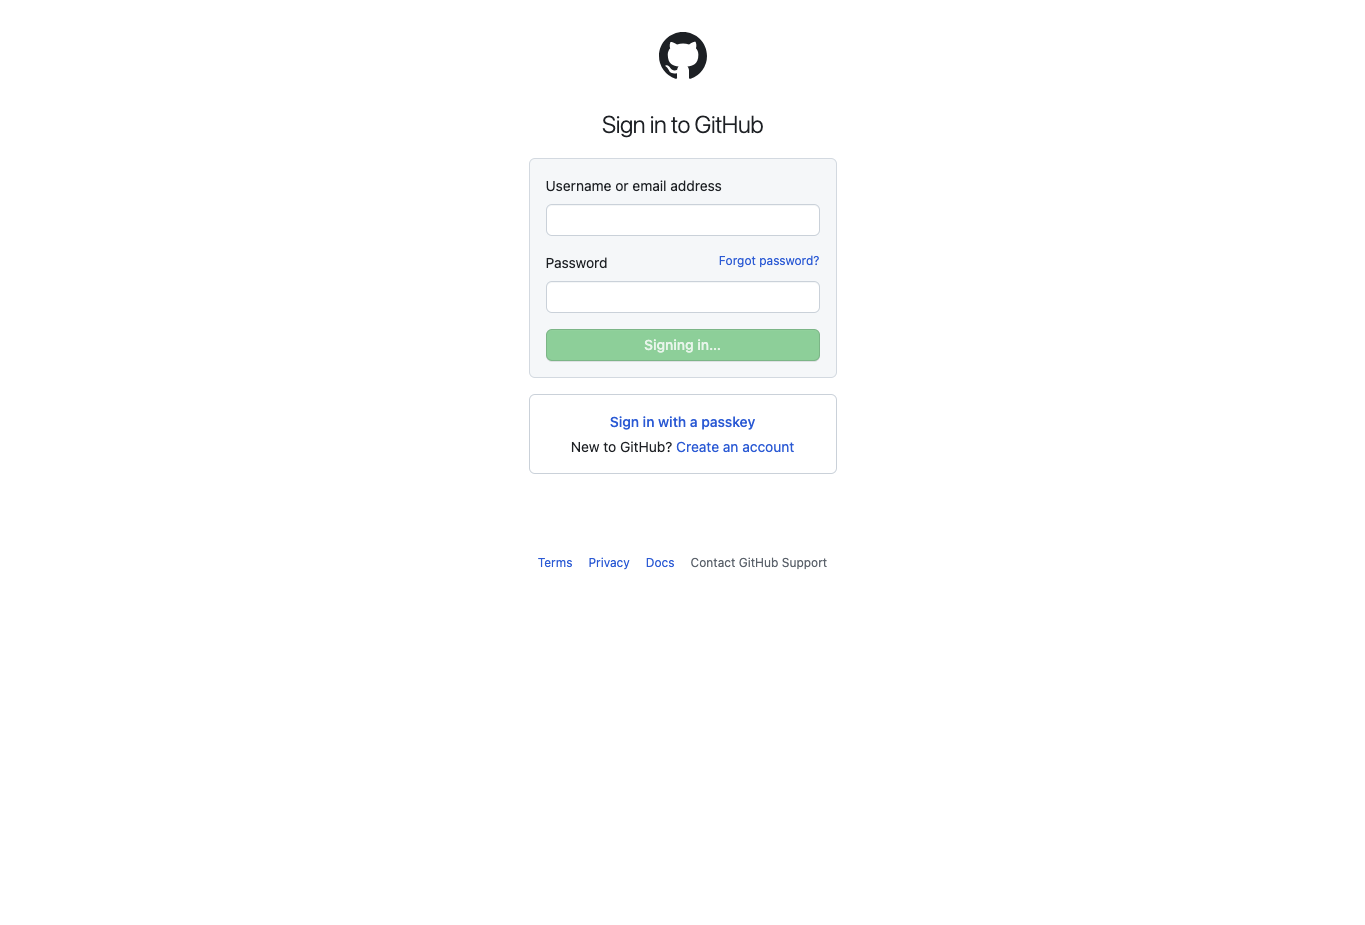 Sign in to GitHub
Username or email address
Password
Forgot password?
Signing in...
Sign in with a passkey
New to GitHub? Create an account
Terms Privacy Docs Contact GitHub Support